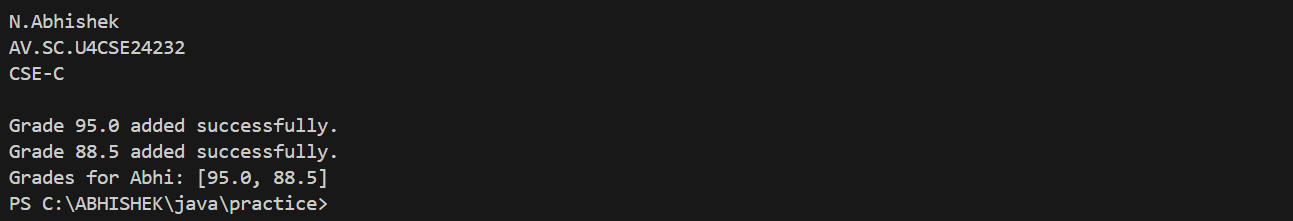 N.Abhishek
AV.SC.U4CSE24232
CSE-C
Grade 95.0 added successfully.
Grade 88.5 added successfully.
Grades for Abhi: [95.0, 88.5]
PS C:\ABHISHEK\java\practice>